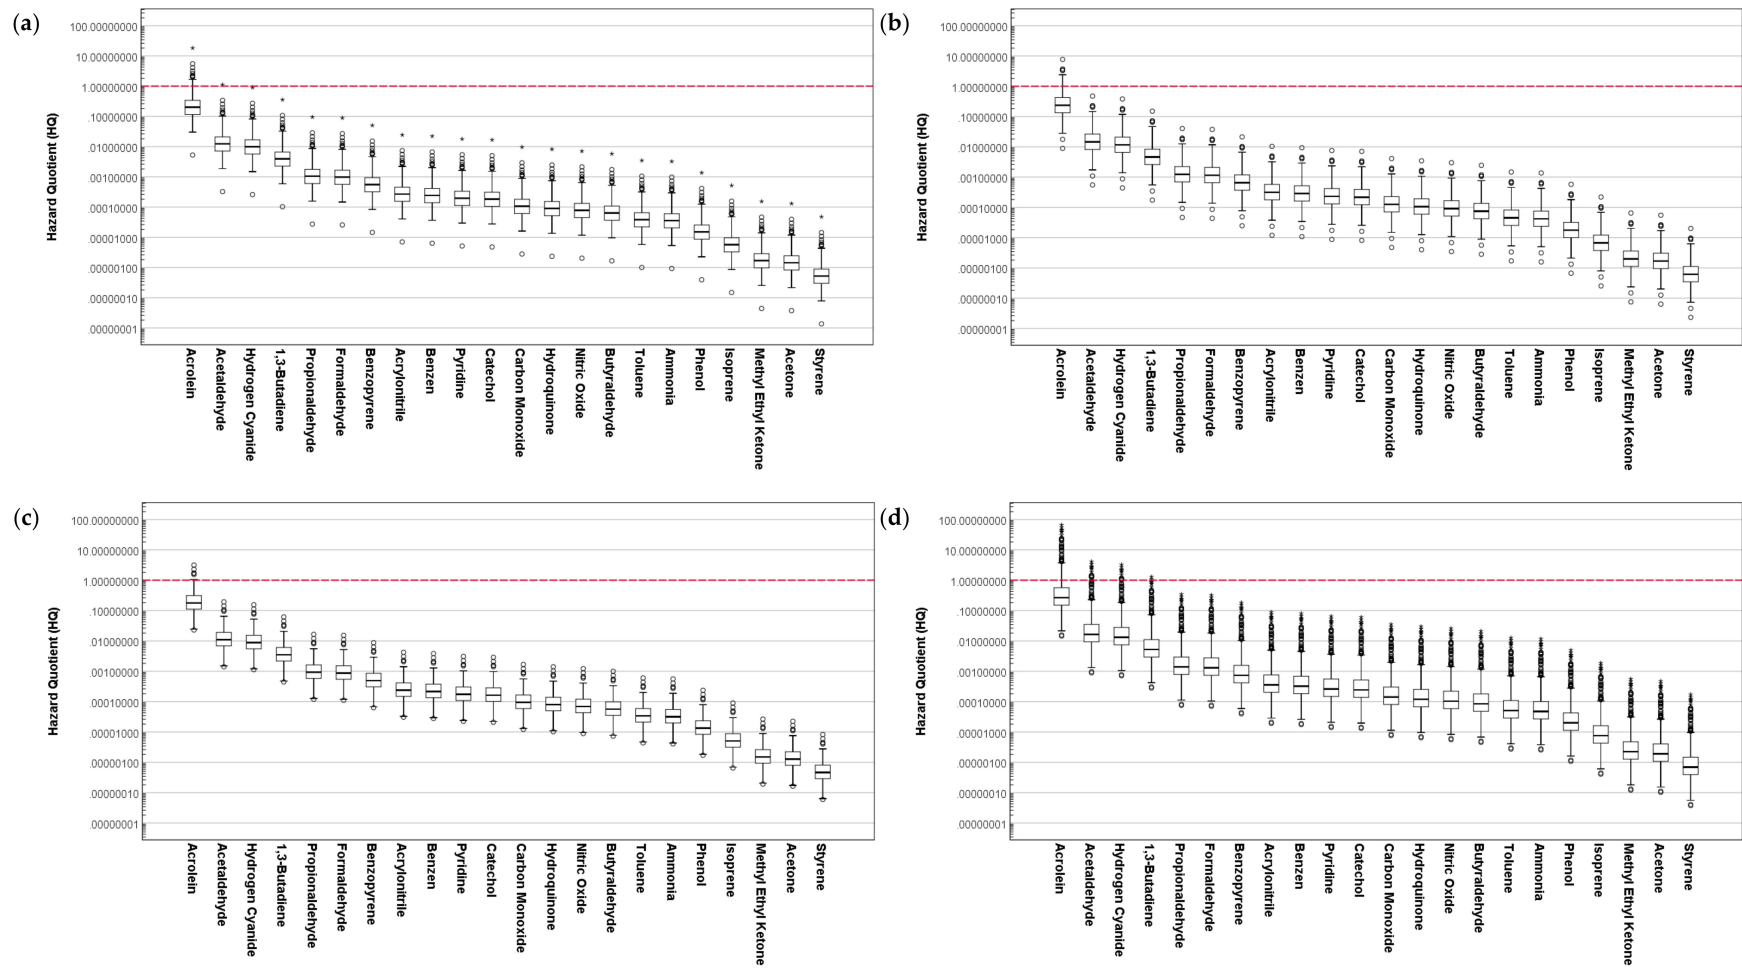 (a)
Hazard Quotient (HQ)
100.00000000
10.00000000
1.00000000
.10000000
.01000000
.00100000
.00010000
.00001000
.00000100
.00000010
.00000001
Acrolein
Acetaldehyde
Hydrogen Cyanide
1,3-Butadiene
Propionaldehyde
Formaldehyde
Benzopyrene
Acrylonitrile
Benzen
Pyridine
Catechol
Carbon Monoxide
Hydroquinone
Nitric Oxide
Butyraldehyde
Toluene
Ammonia
Phenol
Isoprene
Methyl Ethyl Ketone
Acetone
Styrene
(b)
Hazard Quotient (HQ)
100.00000000
10.00000000
1.00000000
.10000000
.01000000
.00100000
.00010000
.00001000
.00000100
.00000010
.00000001
Acrolein
Acetaldehyde
Hydrogen Cyanide
1,3-Butadiene
Propionaldehyde
Formaldehyde
Benzopyrene
Acrylonitrile
Benzen
Pyridine
Catechol
Carbon Monoxide
Hydroquinone
Nitric Oxide
Butyraldehyde
Toluene
Ammonia
Phenol
Isoprene
Methyl Ethyl Ketone
Acetone
Styrene
(c)
Hazard Quotient (HQ)
100.00000000
10.00000000
1.00000000
.10000000
.01000000
.00100000
.00010000
.00001000
.00000100
.00000010
.00000001
Acrolein
Acetaldehyde
Hydrogen Cyanide
1,3-Butadiene
Propionaldehyde
Formaldehyde
Benzopyrene
Acrylonitrile
Benzen
Pyridine
Catechol
Carbon Monoxide
Hydroquinone
Nitric Oxide
Butyraldehyde
Toluene
Ammonia
Phenol
Isoprene
Methyl Ethyl Ketone
Acetone
Styrene
(d)
Hazard Quotient (HQ)
100.00000000
10.00000000
1.00000000
.10000000
.01000000
.00100000
.00010000
.00001000
.00000100
.00000010
.00000001
Acrolein
Acetaldehyde
Hydrogen Cyanide
1,3-Butadiene
Propionaldehyde
Formaldehyde
Benzopyrene
Acrylonitrile
Benzen
Pyridine
Catechol
Carbon Monoxide
Hydroquinone
Nitric Oxide
Butyraldehyde
Toluene
Ammonia
Phenol
Isoprene
Methyl Ethyl Ketone
Acetone
Styrene